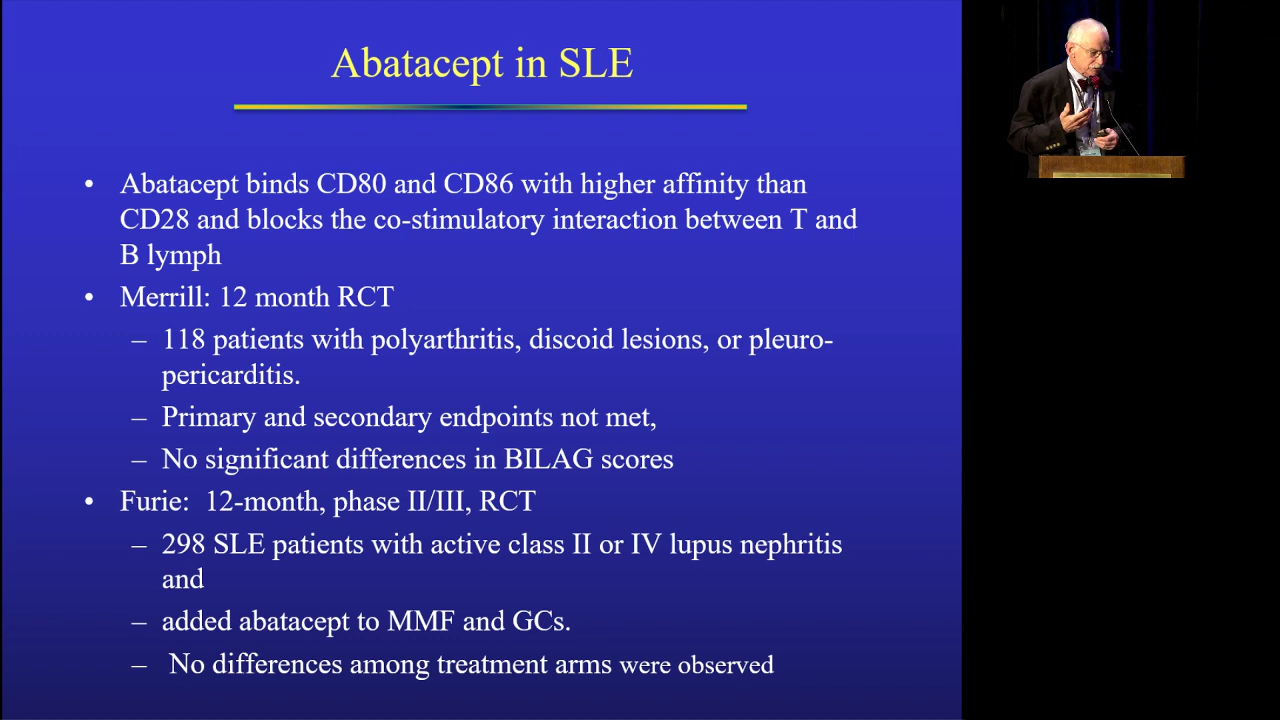 Abatacept in SLE
• Abatacept binds CD80 and CD86 with higher affinity than
CD28 and blocks the co-stimulatory interaction between T and
B lymph
• Merrill: 12 month RCT
– 118 patients with polyarthritis, discoid lesions, or pleuro-
pericarditis.
– Primary and secondary endpoints not met,
– No significant differences in BILAG scores
• Furie: 12-month, phase II/III, RCT
– 298 SLE patients with active class II or IV lupus nephritis
and
– added abatacept to MMF and GCs.
– No differences among treatment arms were observed